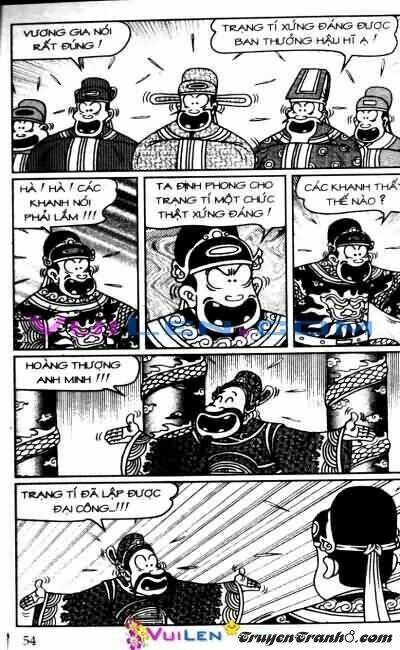 VƯƠNG GIA NÓI
RẤT ĐÚNG!
TRẠNG TÍ XỨNG ĐÁNG ĐƯỢC
BAN THƯỞNG HẬU HĨ Ạ!
HÀ! HÀ! CÁC
KHANH NÓI
PHẢI LẮM!!!
TA ĐỊNH PHONG CHO
TRẠNG TÍ MỘT CHỨC
THẬT XỨNG ĐÁNG!
CÁC KHANH THẤY
THẾ NÀO?
VUILEN.COM
HOÀNG THƯỢNG
ANH MINH!!!
TRẠNG TÍ ĐÃ LẬP ĐƯỢC
ĐẠI CÔNG...!!!
54
VUILEN
TruyenTranh8.com